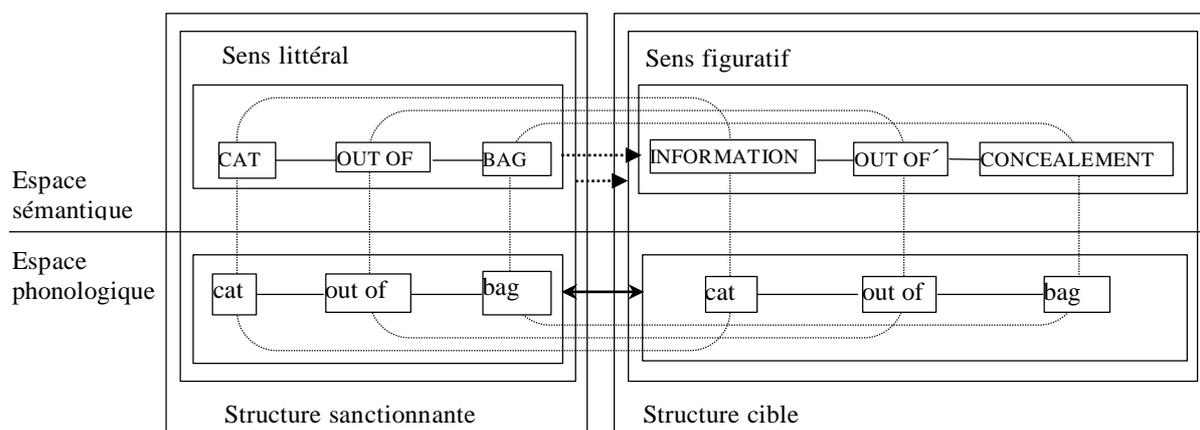 Sens littéral
Sens figuratif
CAT
OUT OF
BAG
INFORMATION
OUT OF´
CONCEALEMENT
Espace
sémantique
Espace
phonologique
cat
out of
bag
cat
out of
bag
Structure sanctionnante
Structure cible